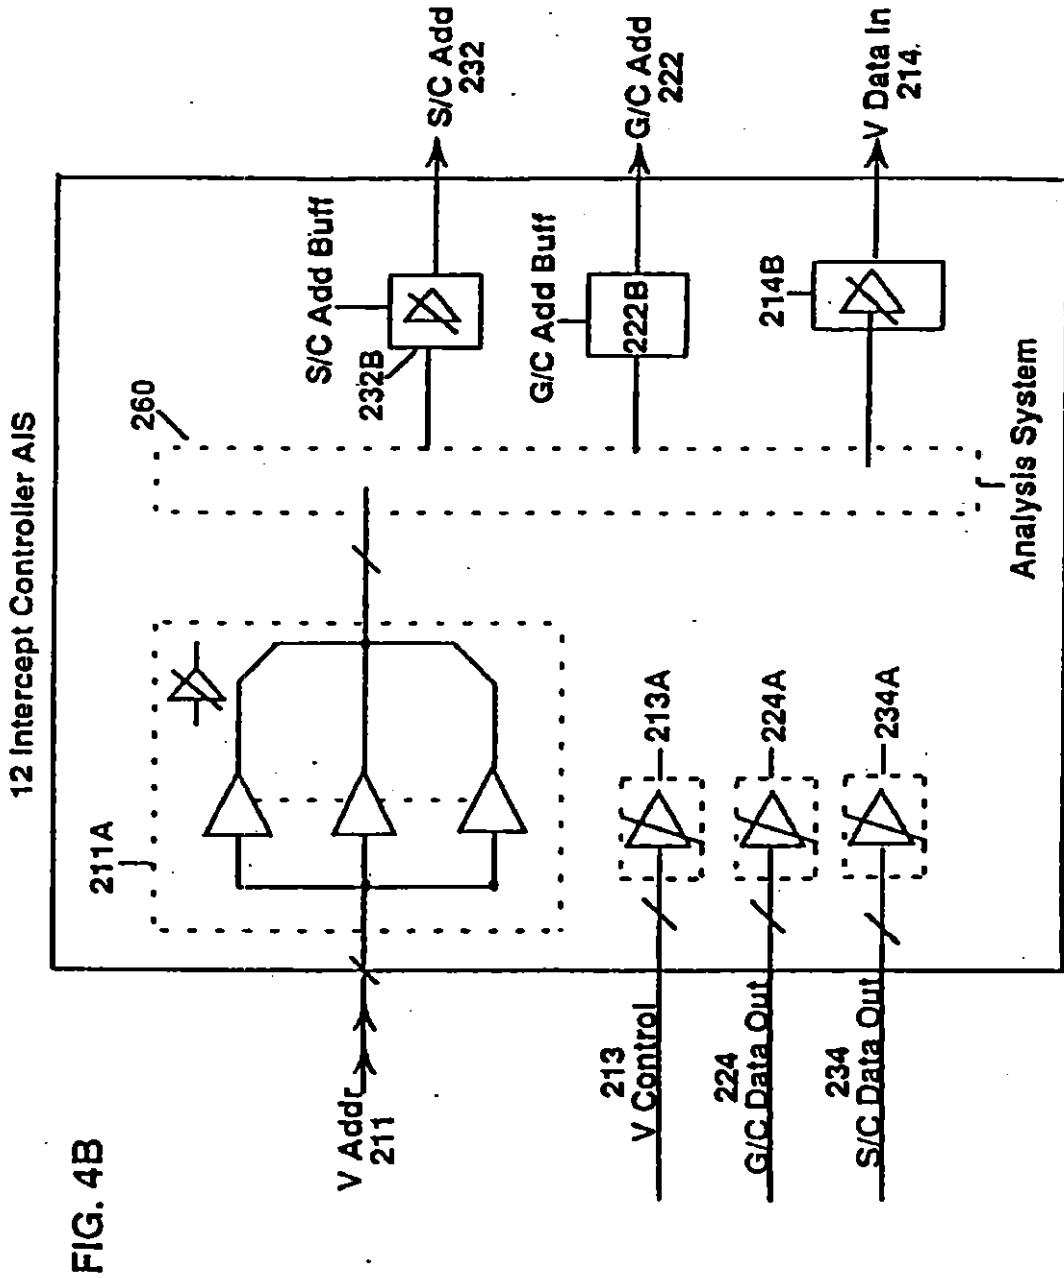 FIG. 4B
12 Intercept Controller AIS
V Addr
211
211A
260
S/C Add Buff
232B
S/C Add
232
G/C Add Buff
222B
G/C Add
222
214B
V Data In
214.
Analysis System
213
V Control
213A
224
G/C Data Out
224A
234
S/C Data Out
234A